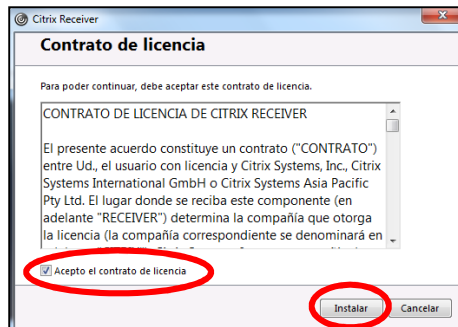 Citrix Receiver
Contrato de licencia
Para poder continuar, debe aceptar este contrato de licencia.
CONTRATO DE LICENCIA DE CITRIX RECEIVER
El presente acuerdo constituye un contrato ("CONTRATO")
entre Ud., el usuario con licencia y Citrix Systems, Inc., Citrix
Systems International GmbH o Citrix Systems Asia Pacific
Pty Ltd. El lugar donde se reciba este componente (en
adelante "RECEIVER") determina la compañía que otorga
la licencia (la compañía correspondiente se denominará en
Acepto el contrato de licencia
Instalar
Cancelar